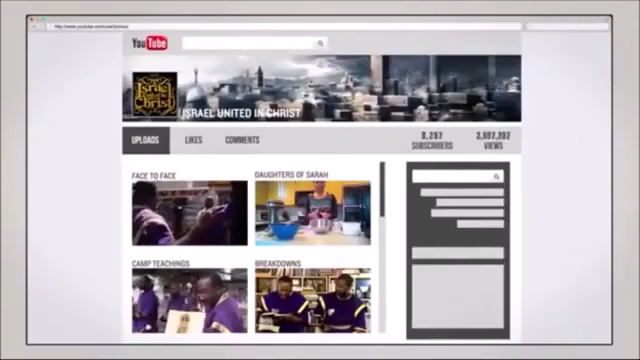 YouTube
Israel
United in
Christ
ISRAEL UNITED IN CHRIST
UPLOADS LIKES COMMENTS
SUBSCRIBERS
VIEWS
FACE TO FACE
DAUGHTERS OF SARAH
CAMP TEACHINGS
BREAKDOWNS